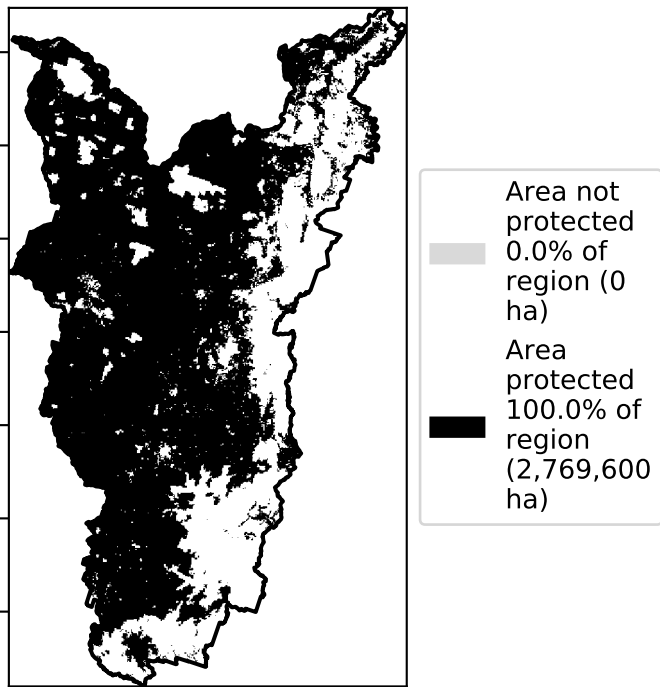 Area not
protected
0.0% of
region (0
ha)
Area
protected
100.0% of
region
(2,769,600
ha)